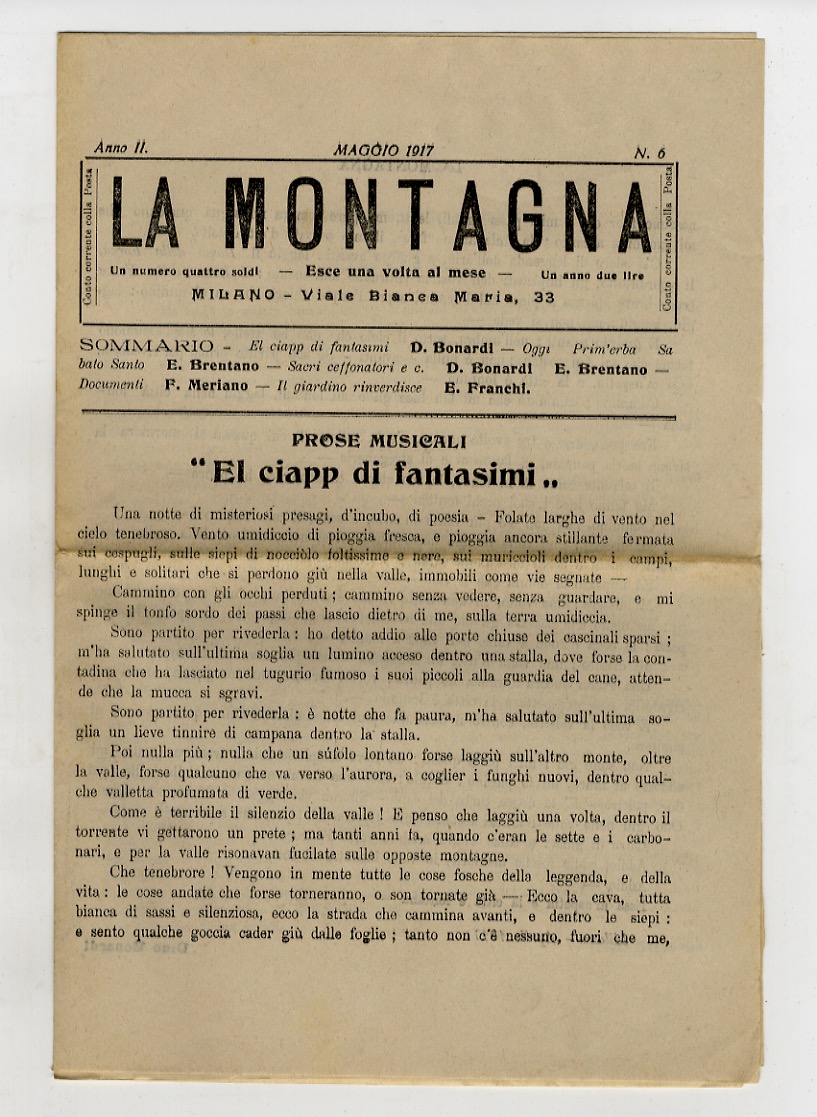 Anno II. MAGGIO 1917 N. 6
Conto corrente colla Posta
LA MONTAGNA
Un numero quattro soldi — Esce una volta al mese — Un anno due lire
MILANO - Viale Bianca Maria, 33
Conto corrente colla Posta
SOMMARIO - El ciapp di fantasimi D. Bonardi — Oggi Prim'erba Sa
bato Santo E. Brentano — Sacri ceffonatori e c. D. Bonardi E. Brentano —
Documenti F. Meriano — Il giardino rinverdisce E. Franchi.
PROSE MUSICALI
“ El ciapp di fantasimi „
Una notte di misteriosi presagi, d'incubo, di poesia - Folate larghe di vento nel
cielo tenebroso. Vento umidiccio di pioggia fresca, e pioggia ancora stillante fermata
sui cespugli, sulle siepi di nocciòlo foltissime e nere, sui muriccioli dentro i campi,
lunghi e solitari che si perdono giù nella valle, immobili come vie segnate —
Cammino con gli occhi perduti ; cammino senza vedere, senza guardare, e mi
spinge il tonfo sordo dei passi che lascio dietro di me, sulla terra umidiccia.
Sono partito per rivederla : ho detto addio alle porte chiuse dei cascinali sparsi ;
m'ha salutato sull'ultima soglia un lumino acceso dentro una stalla, dove forse la con-
tadina che ha lasciato nel tugurio fumoso i suoi piccoli alla guardia del cane, atten-
de che la mucca si sgravi.
Sono partito per rivederla : è notte che fa paura, m'ha salutato sull'ultima so-
glia un lieve tinnire di campana dentro la stalla.
Poi nulla più ; nulla che un súfolo lontano forse laggiù sull'altro monte, oltre
la valle, forse qualcuno che va verso l'aurora, a coglier i funghi nuovi, dentro qual-
che valletta profumata di verde.
Come è terribile il silenzio della valle ! E penso che laggiù una volta, dentro il
torrente vi gettarono un prete ; ma tanti anni fa, quando c'eran le sette e i carbo-
nari, e per la valle risonavan fucilate sulle opposte montagne.
Che tenebrore ! Vengono in mente tutte le cose fosche della leggenda, e della
vita : le cose andate che forse torneranno, o son tornate già — Ecco la cava, tutta
bianca di sassi e silenziosa, ecco la strada che cammina avanti, e dentro le siepi :
e sento qualche goccia cader giù dalle foglie ; tanto non c'è nessuno, fuori che me,